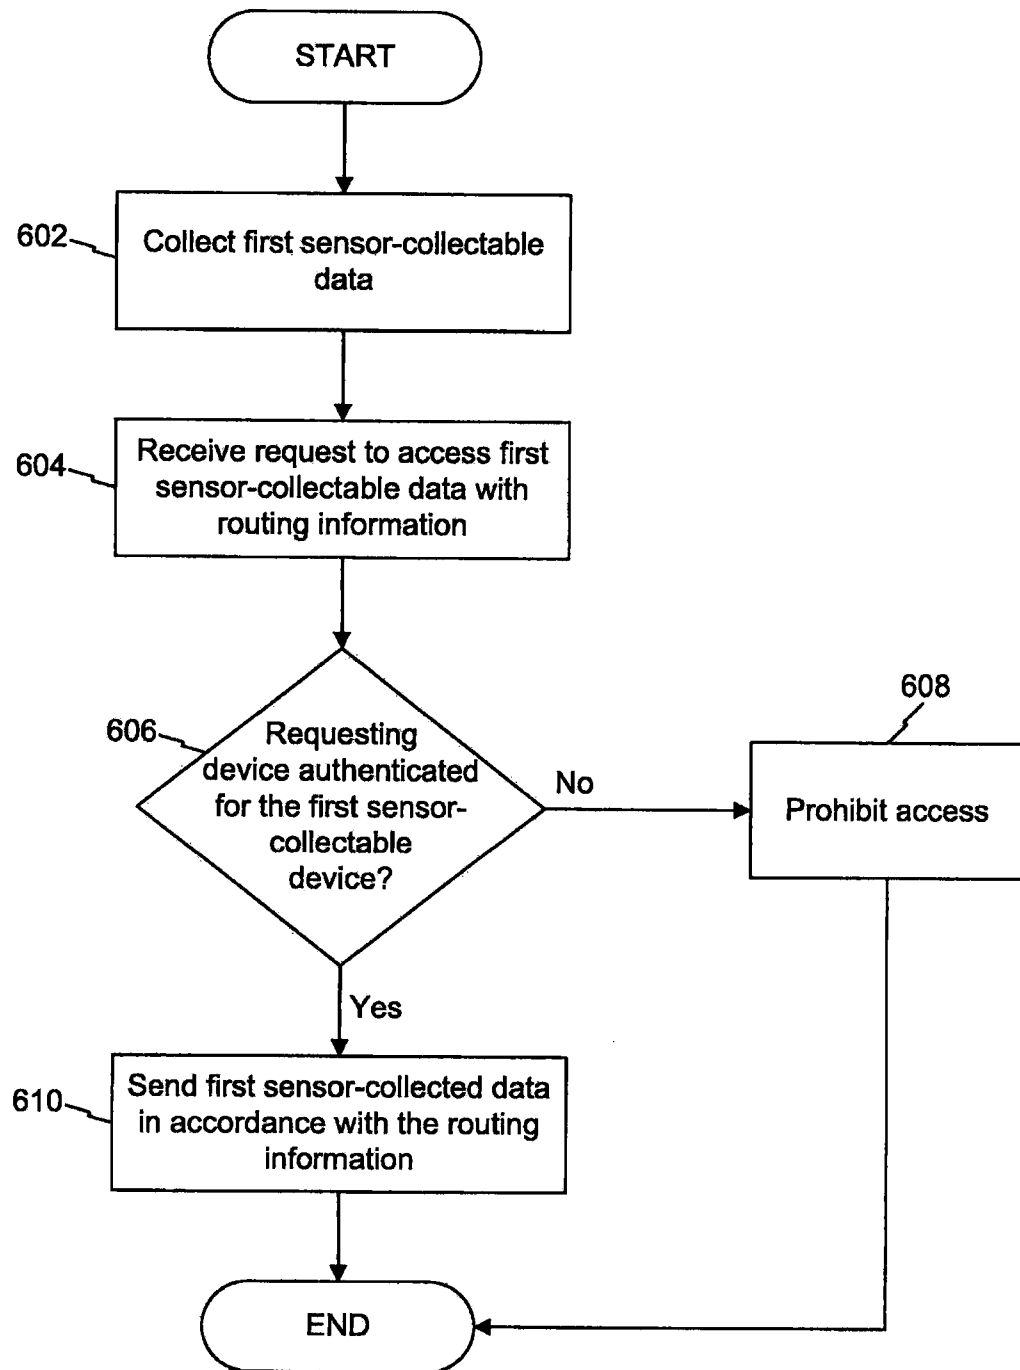 START
602
Collect first sensor-collectable
data
604
Receive request to access first
sensor-collectable data with
routing information
606
Requesting
device authenticated
for the first sensor-
collectable
device?
No
608
Prohibit access
Yes
610
Send first sensor-collected data
in accordance with the routing
information
END